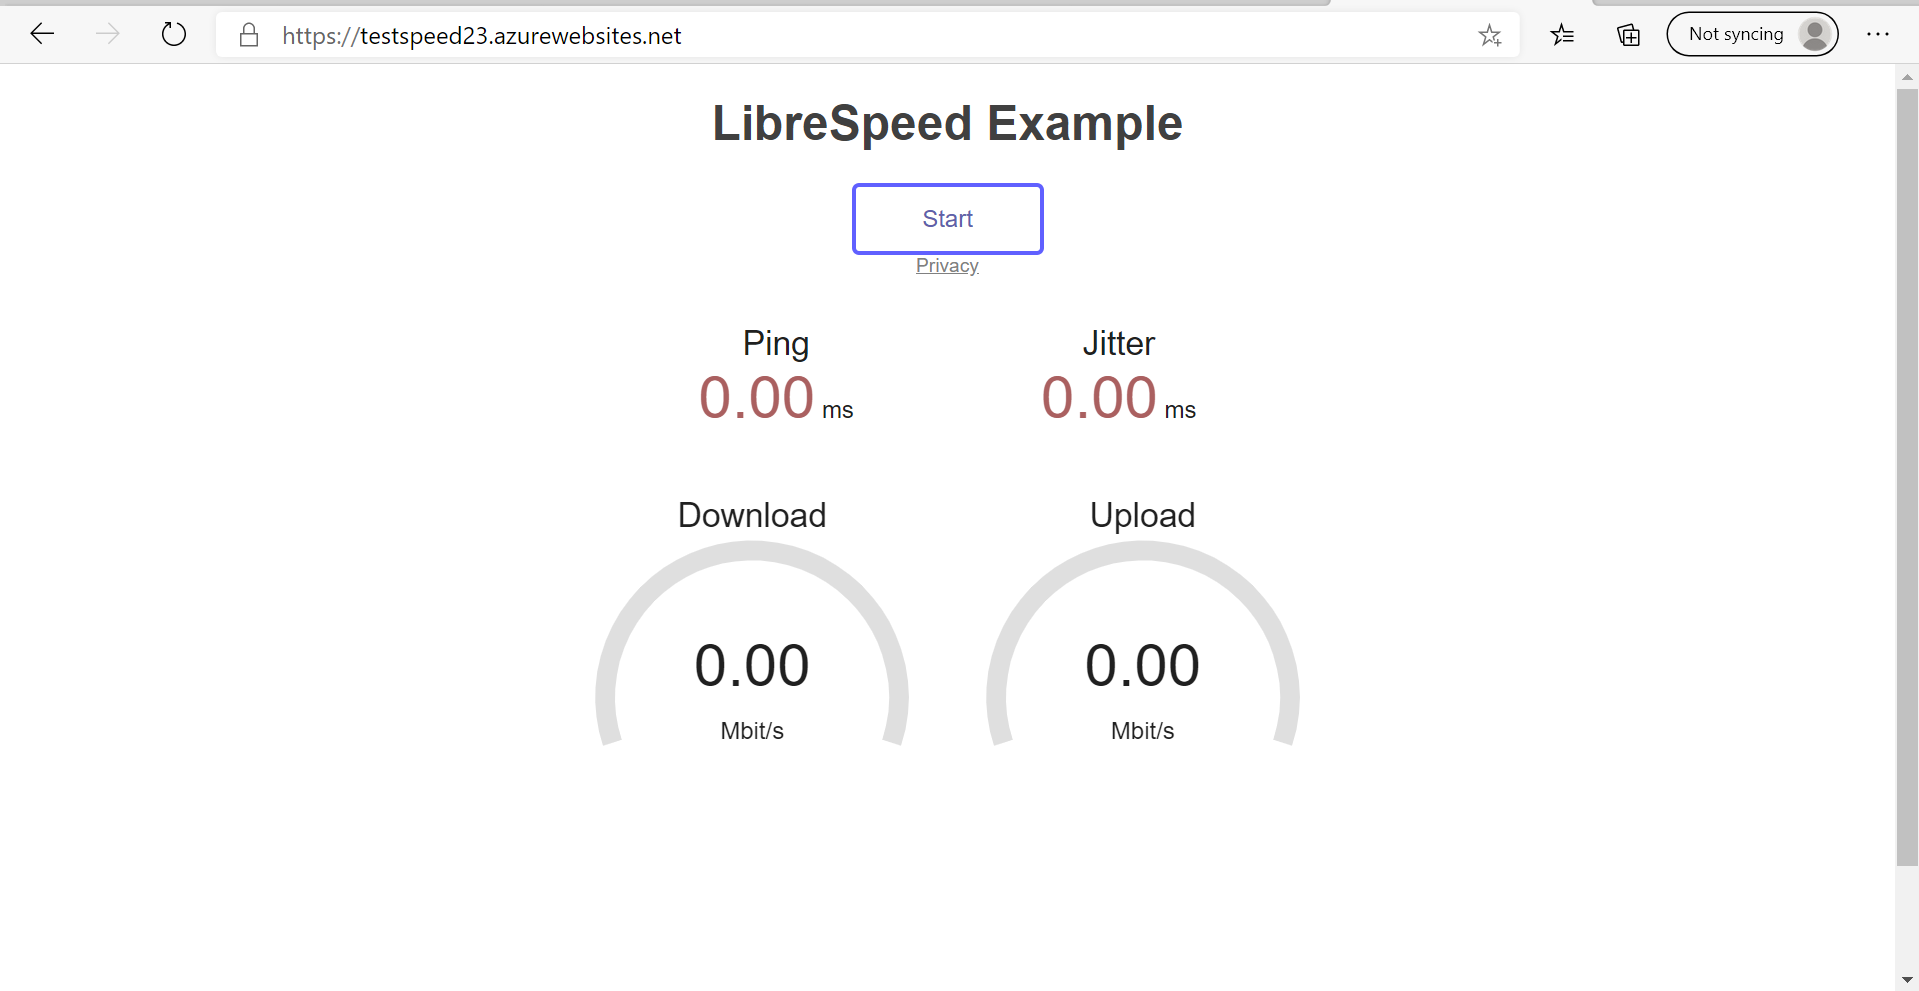 https://testspeed23.azurewebsites.net
Not syncing
LibreSpeed Example
Start
Privacy
Ping Jitter
0.00 ms 0.00 ms
Download Upload
0.00 0.00
Mbit/s Mbit/s